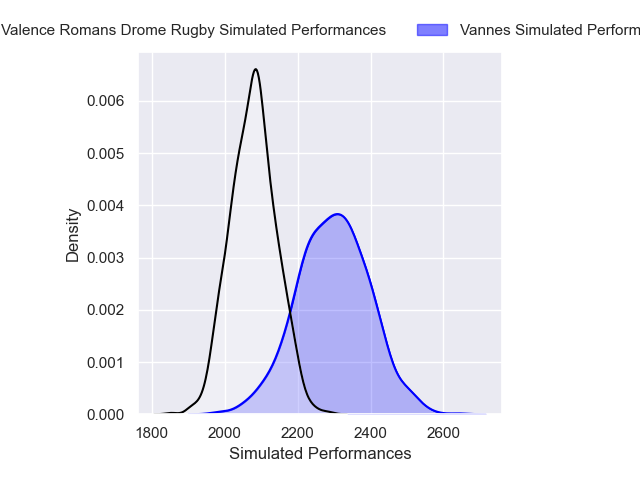 Valence Romans Drome Rugby Simulated Performances
Vannes Simulated Perform
0.006
0.005
0.004
0.003
0.002
0.001
0.000
Density
1800 2000 2200 2400 2600
Simulated Performances